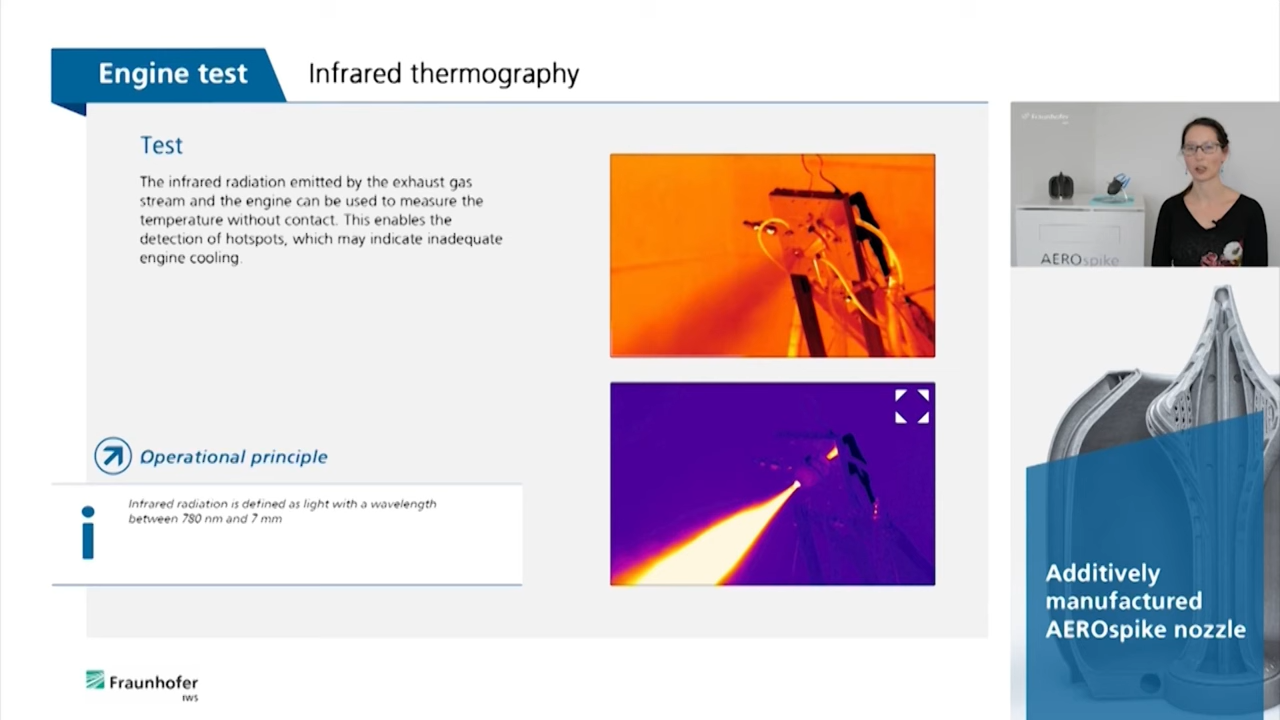 Engine test
Infrared thermography
Test
The infrared radiation emitted by the exhaust gas
stream and the engine can be used to measure the
temperature without contact. This enables the
detection of hotspots, which may indicate inadequate
engine cooling.
Operational principle
i
Infrared radiation is defined as light with a wavelength
between 780 nm and 7 mm
Fraunhofer
IWS
Fraunhofer
IWS
AEROspike
Additively
manufactured
AEROspike nozzle